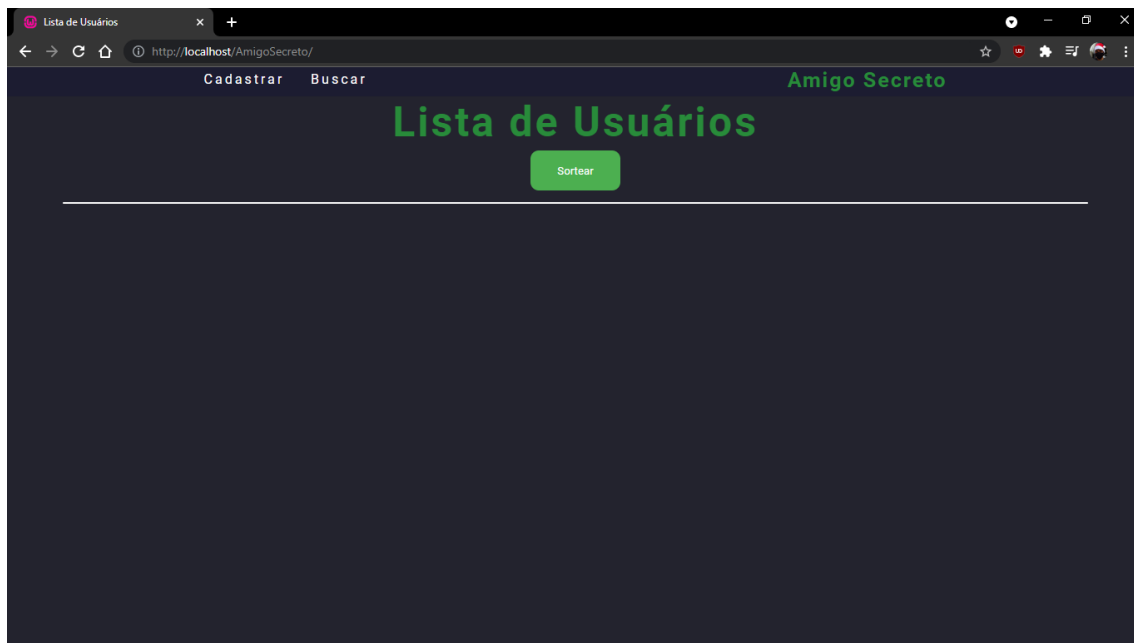 Lista de Usuários
http://localhost/AmigoSecreto/
Cadastrar Buscar Amigo Secreto
Lista de Usuários
Sortear